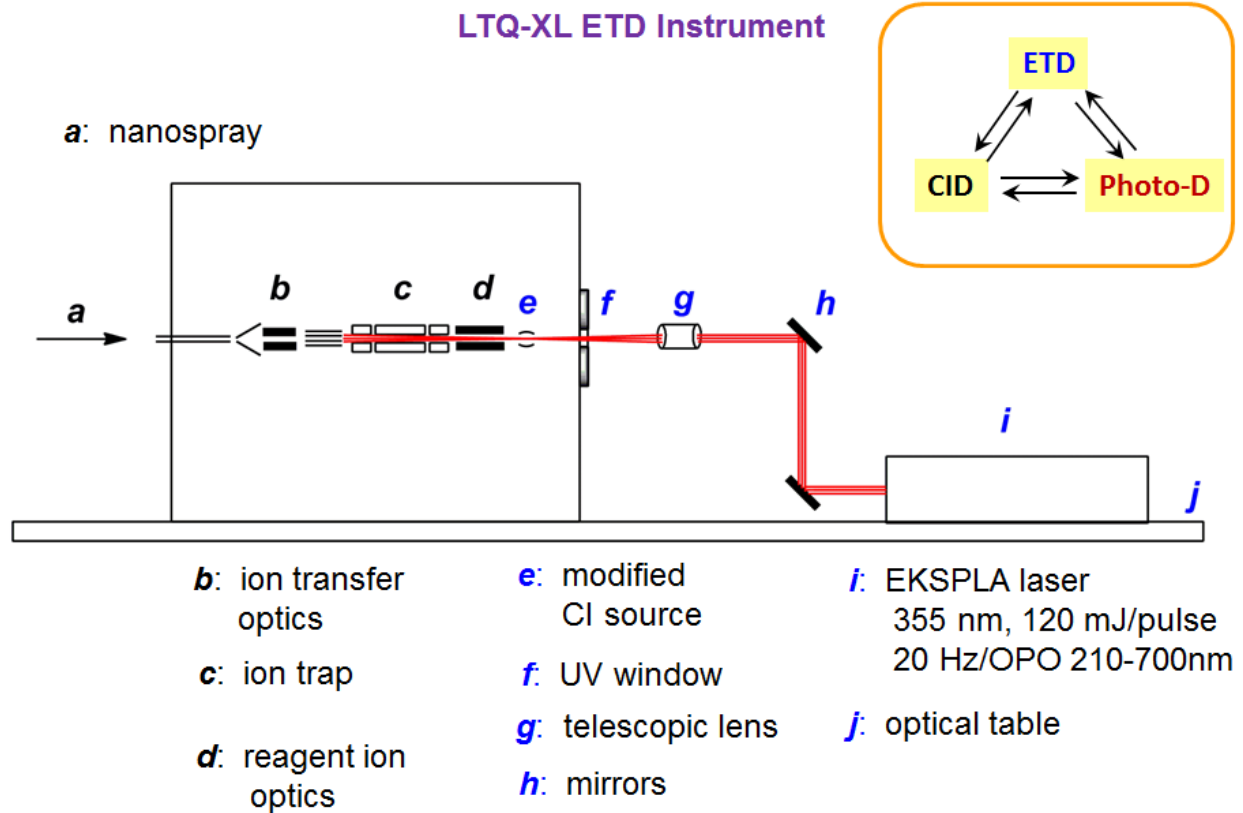 LTQ-XL ETD Instrument
ETD
CID
Photo-D
a: nanospray
a
b
c
d
e
f
g
h
i
j
b: ion transfer
optics
c: ion trap
d: reagent ion
optics
e: modified
CI source
f: UV window
g: telescopic lens
h: mirrors
i: EKSPLA laser
355 nm, 120 mJ/pulse
20 Hz/OPO 210-700nm
j: optical table